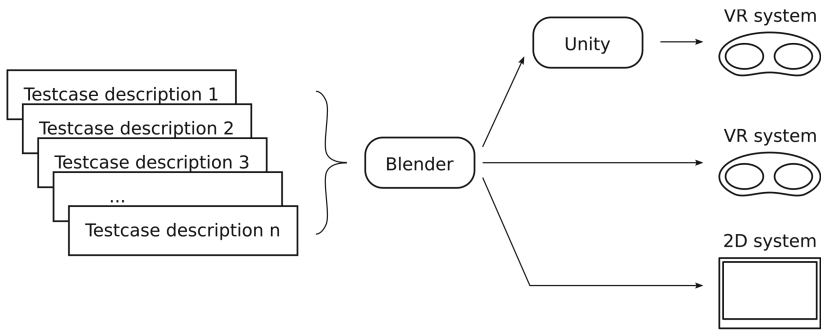 VR system
Unity
Testcase description 1
Testcase description 2
Testcase description 3
...
Testcase description n
Blender
VR system
2D system